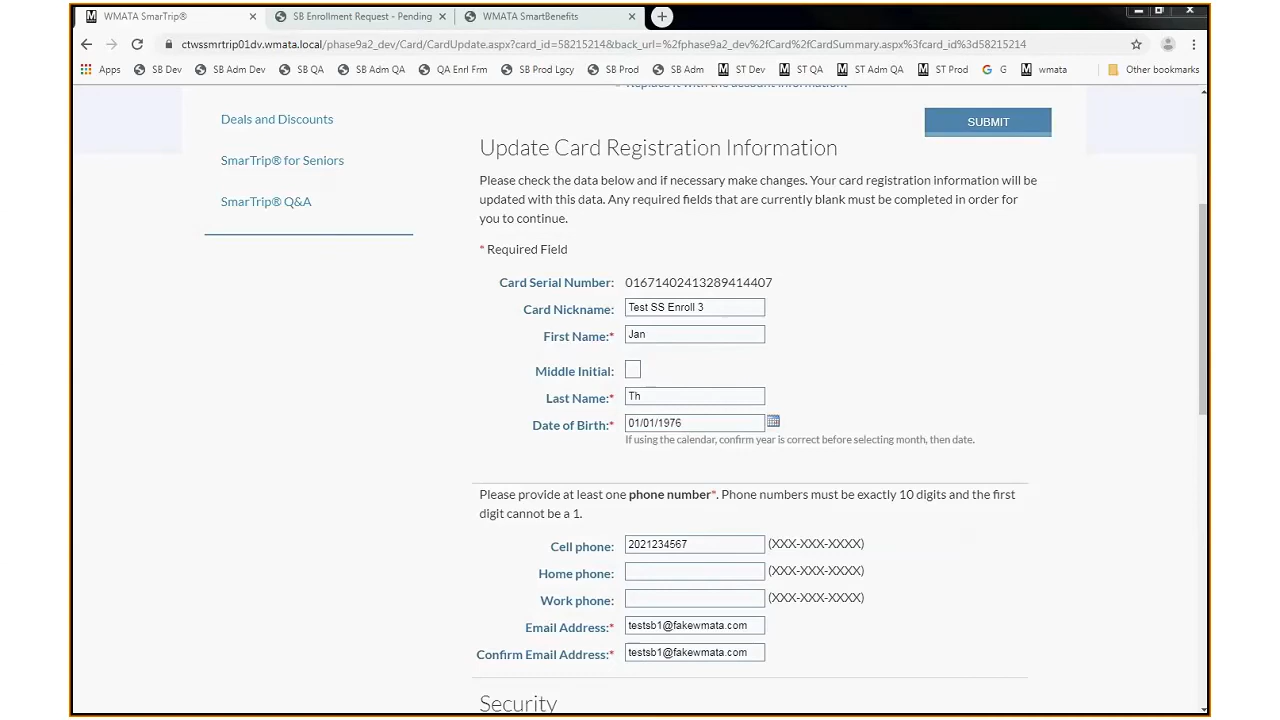 WMATA SmarTrip®
SB Enrollment Request - Pending
WMATA SmartBenefits
ctwssmrtrip01dv.wmata.local/phase9a2_dev/Card/CardUpdate.aspx?card_id=58215214&back_url=%2fphase9a2_dev%2fCard%2fCardSummary.aspx%3fcard_id%3d58215214
Apps SB Dev SB Adm Dev SB QA SB Adm QA QA Enrl Frm SB Prod Lgcy SB Prod SB Adm ST Dev ST QA ST Adm QA ST Prod G wmata Other bookmarks
Replace it with the account information.
Deals and Discounts
SUBMIT
Update Card Registration Information
SmarTrip® for Seniors
Please check the data below and if necessary make changes. Your card registration information will be
updated with this data. Any required fields that are currently blank must be completed in order for
you to continue.
SmarTrip® Q&A
* Required Field
Card Serial Number: 01671402413289414407
Card Nickname: Test SS Enroll 3
First Name:* Jan
Middle Initial:
Last Name:* Th
Date of Birth:* 01/01/1976
If using the calendar, confirm year is correct before selecting month, then date.
Please provide at least one phone number*. Phone numbers must be exactly 10 digits and the first
digit cannot be a 1.
Cell phone: 2021234567 (XXX-XXX-XXXX)
Home phone: (XXX-XXX-XXXX)
Work phone: (XXX-XXX-XXXX)
Email Address:* testsb1@fakewmata.com
Confirm Email Address:* testsb1@fakewmata.com
Security